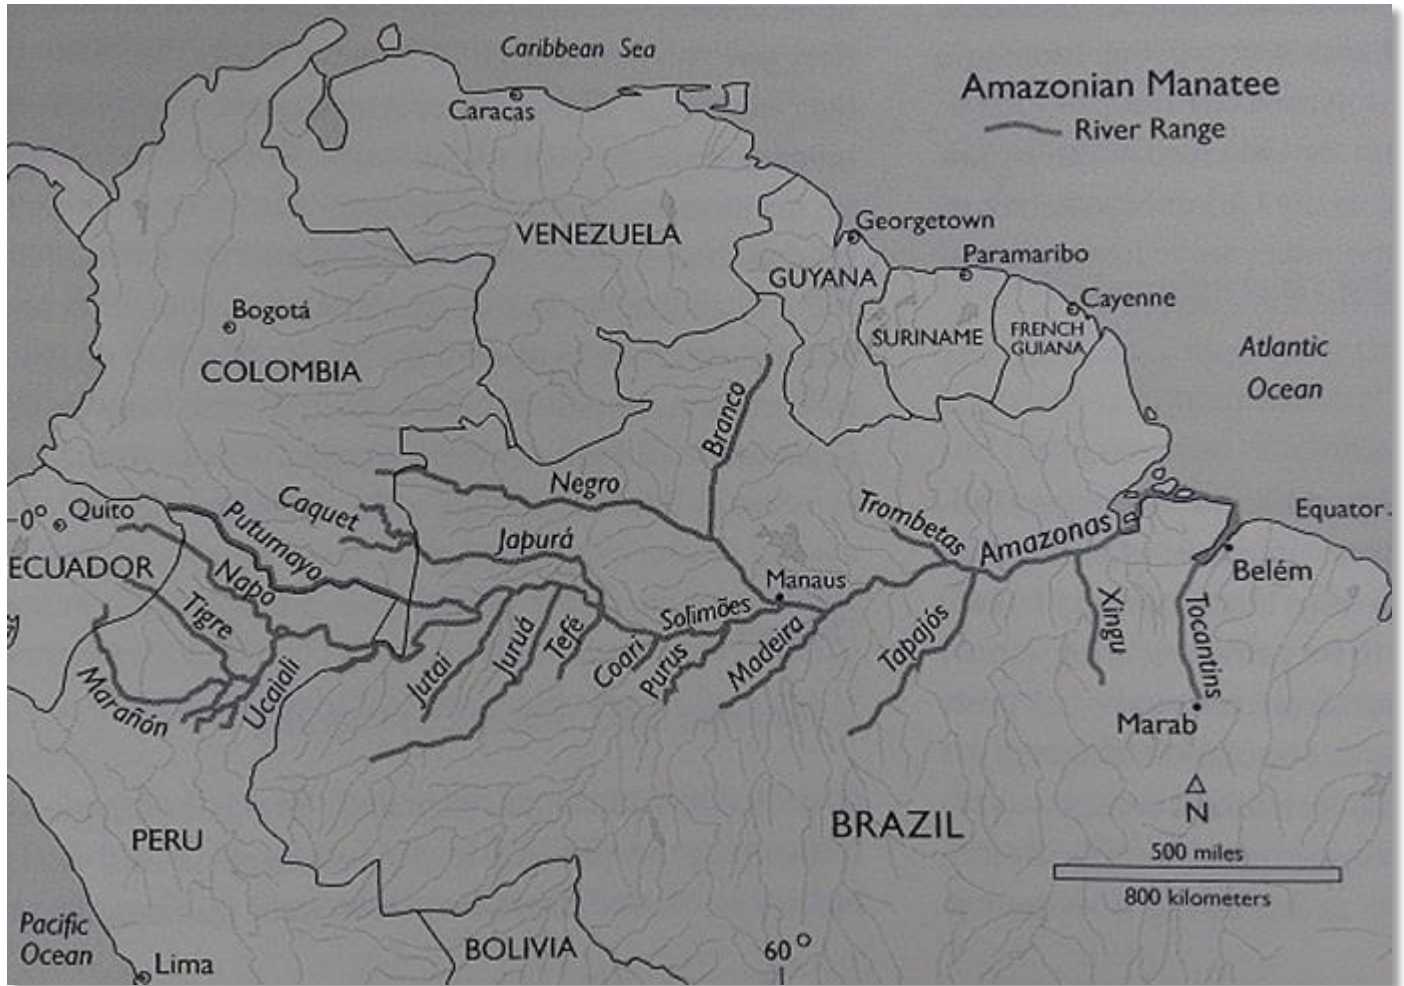 Caribbean Sea
Amazonian Manatee
River Range
Caracas
VENEZUELA
Georgetown
Paramaribo
GUYANA
Cayenne
Bogotá
SURINAME
FRENCH
GUIANA
COLOMBIA
Atlantic
Ocean
Branco
Negro
Caquet
Putumayo
Trombetas
Equator
0°
Quito
Japurá
Amazonas
ECUADOR
Napo
Manaus
Belém
Tigre
Solimões
Xingu
Tocantins
Marañón
Ucaiali
Jutai
Juruá
Tefé
Coari
Purus
Madeira
Tapajós
Marab
N
PERU
BRAZIL
500 miles
800 kilometers
Pacific
Ocean
Lima
BOLIVIA
60°